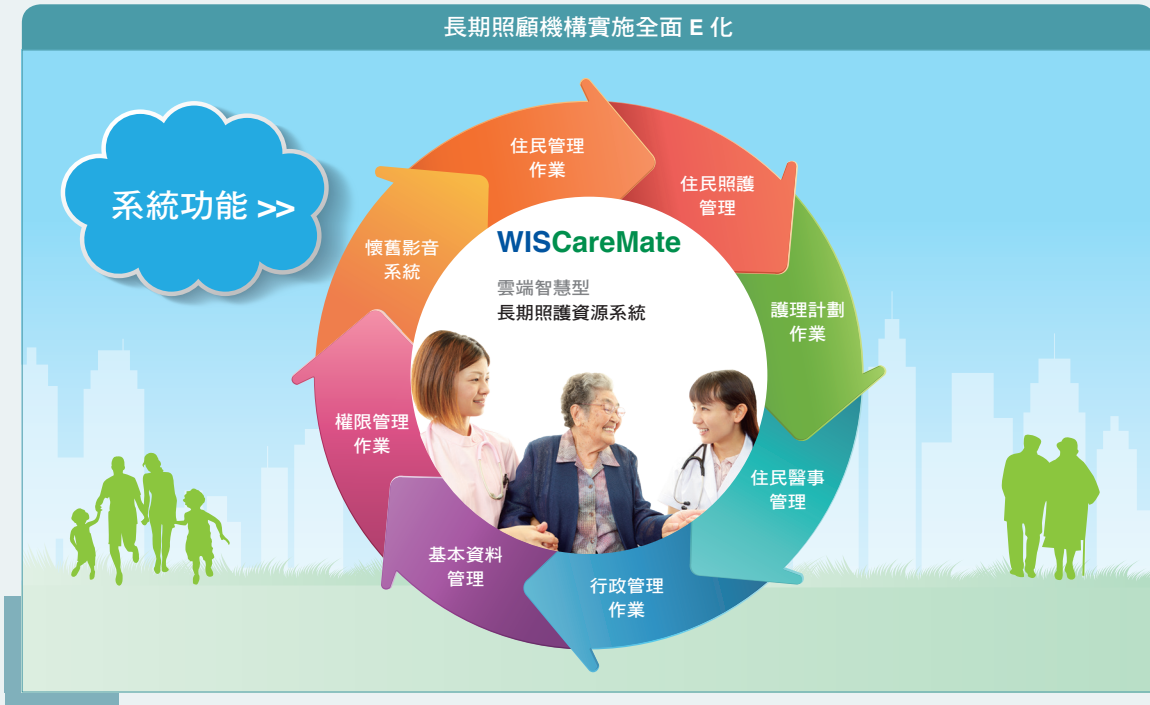 長期照顧機構實施全面 E 化
系統功能 >>
住民管理
作業
住民照護
管理
護理計劃
作業
住民醫事
管理
行政管理
作業
基本資料
管理
權限管理
作業
懷舊影音
系統
WISCareMate
雲端智慧型
長期照護資源系統